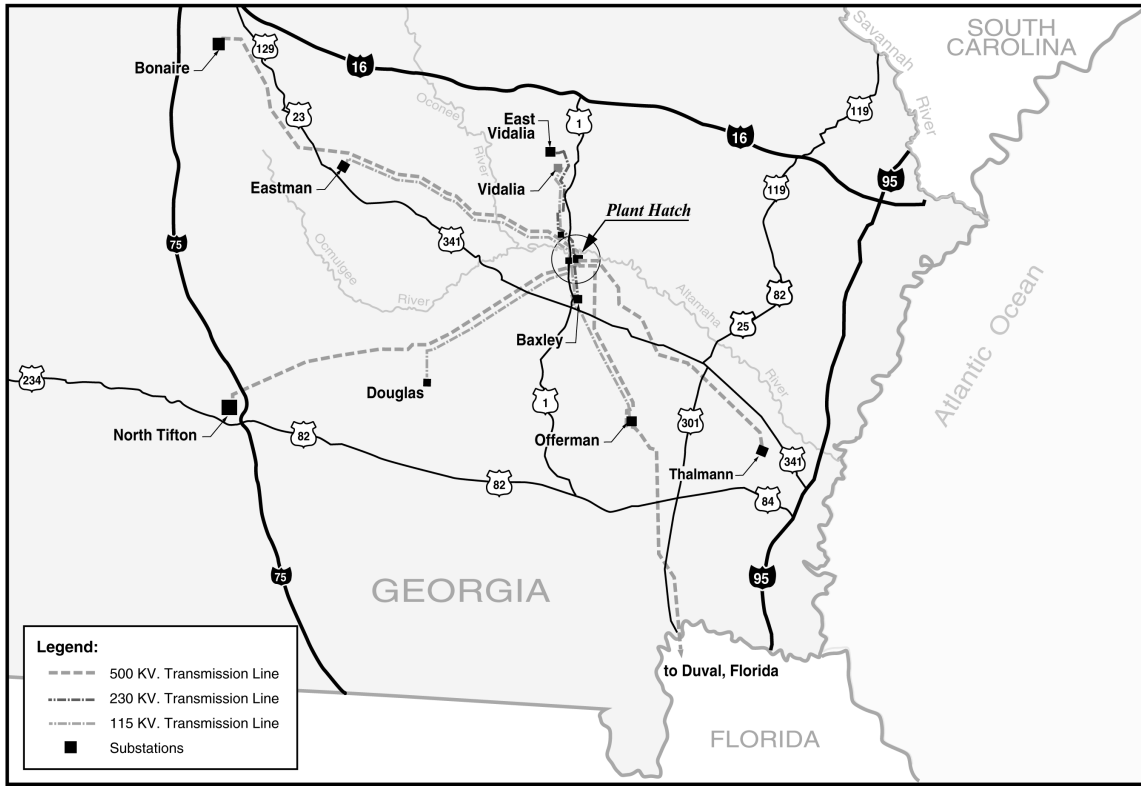 SOUTH
CAROLINA
Savannah
River
Bonaire
129
16
23
Oconee
River
East
Vidalia
1
119
16
119
95
Eastman
Vidalia
Plant Hatch
341
75
Ocmulgee
River
Altamaha
River
82
25
Atlantic Ocean
Baxley
234
Douglas
1
North Tifton
82
Offerman
301
Thalmann
341
82
84
75
GEORGIA
95
Legend:
500 KV. Transmission Line
230 KV. Transmission Line
115 KV. Transmission Line
Substations
to Duval, Florida
FLORIDA